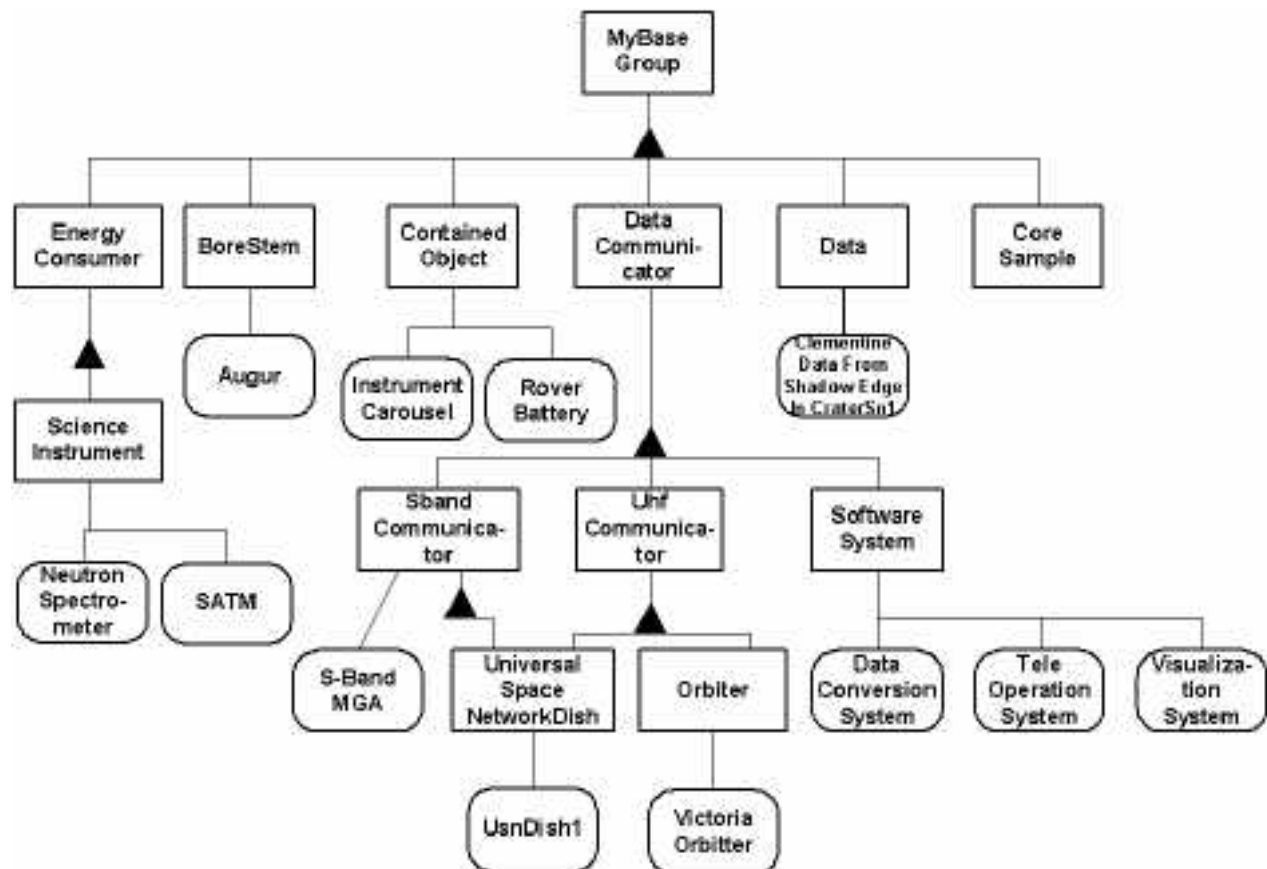 MyBase
Group
Energy
Consumer
BoreStem
Contained
Object
Data
Communi-
cator
Data
Core
Sample
Augur
Instrument
Carousel
Rover
Battery
Clementine
Data From
Shadow Edge
In CraterSn1
Science
Instrument
Sband
Communica-
tor
Uhf
Communica-
tor
Software
System
Neutron
Spectro-
meter
SATM
S-Band
MGA
Universal
Space
NetworkDish
Orbiter
Data
Conversion
System
Tele
Operation
System
Visualiza-
tion
System
UsnDish1
Victoria
Orbitter